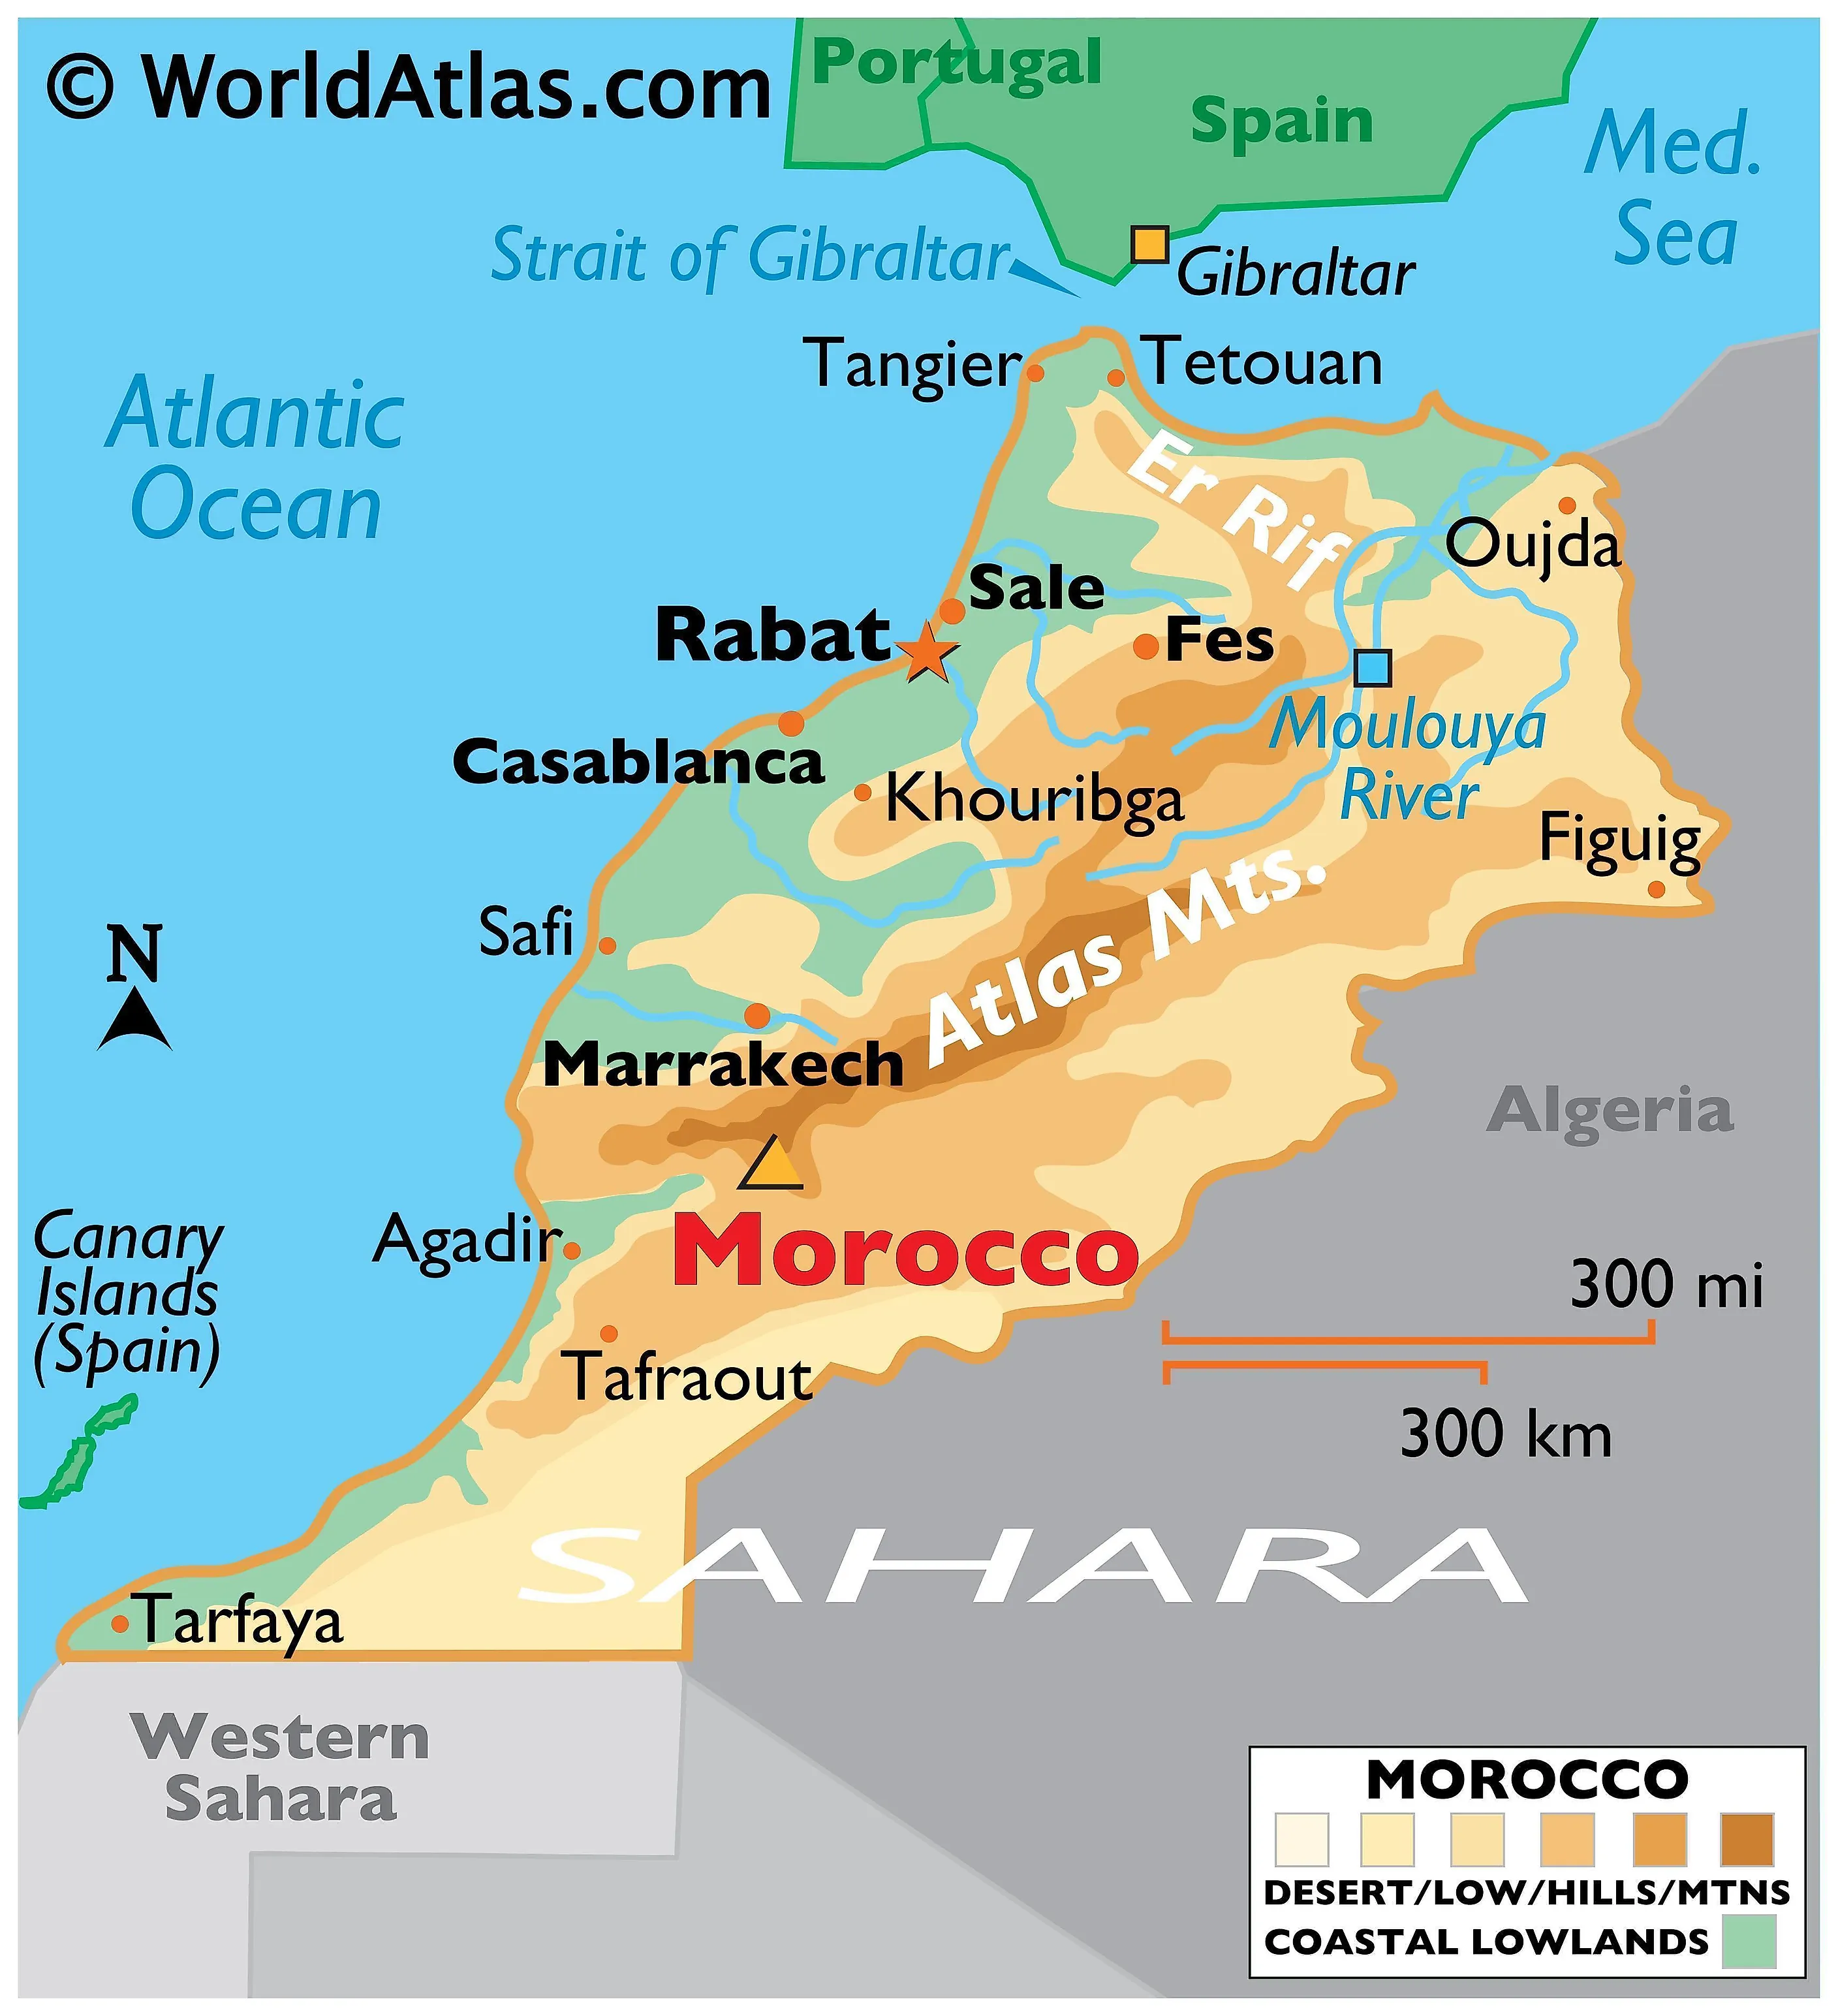 © WorldAtlas.com
Portugal
Spain
Med.
Sea
Strait of Gibraltar
Gibraltar
Tangier
Tetouan
Atlantic
Ocean
Er Rif
Oujda
Sale
Rabat
Fes
Moulouya
River
Casablanca
Khouribga
Figuig
Atlas Mts.
Safi
N
Marrakech
Algeria
Canary
Islands
(Spain)
Agadir
Morocco
300 mi
Tafraout
300 km
SAHARA
Tarfaya
Western
Sahara
MOROCCO
DESERT/LOW/HILLS/MTNS
COASTAL LOWLANDS